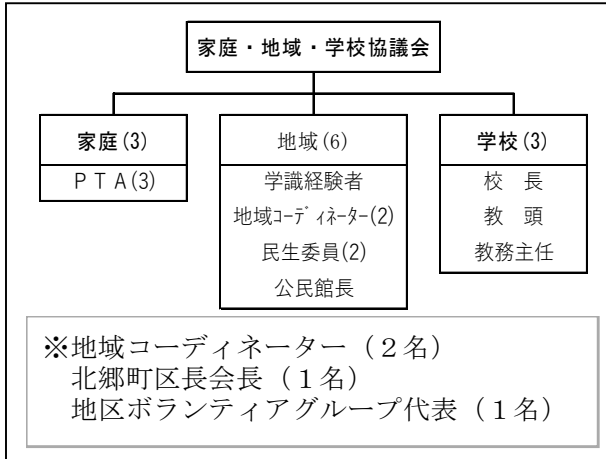 家庭・地域・学校協議会
家庭(3)
ＰＴＡ(3)
地域(6)
学識経験者
地域ｺｰﾃﾞｨﾈｰﾀｰ(2)
民生委員(2)
公民館長
学校(3)
校　長
教　頭
教務主任
※地域コーディネーター（２名）
北郷町区長会長（１名）
地区ボランティアグループ代表（１名）